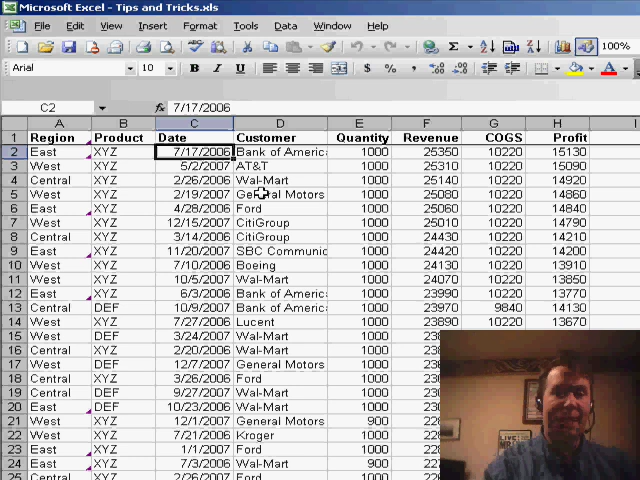 Microsoft Excel - Tips and Tricks.xls
File Edit View Insert Format Tools Data Window Help
100%
Arial 10 B I U $ % ,
C2 fx 7/17/2006
A B C D E F G H I
1 Region Product Date Customer Quantity Revenue COGS Profit
2 East XYZ 7/17/2006 Bank of America 1000 25350 10220 15130
3 West XYZ 5/2/2007 AT&T 1000 25310 10220 15090
4 Central XYZ 2/26/2006 Wal-Mart 1000 25140 10220 14920
5 West XYZ 2/19/2007 General Motors 1000 25080 10220 14860
6 East XYZ 4/28/2006 Ford 1000 25060 10220 14840
7 West XYZ 12/15/2007 CitiGroup 1000 25010 10220 14790
8 Central XYZ 3/14/2006 CitiGroup 1000 24430 10220 14210
9 East XYZ 11/20/2007 SBC Communic 1000 24420 10220 14200
10 West XYZ 7/10/2006 Boeing 1000 24130 10220 13910
11 West XYZ 10/5/2007 Wal-Mart 1000 24070 10220 13850
12 East XYZ 6/3/2006 Bank of America 1000 23990 10220 13770
13 Central DEF 10/9/2007 Bank of America 1000 23970 9840 14130
14 West XYZ 7/27/2006 Lucent 1000 23890 10220 13670
15 West DEF 3/24/2007 Wal-Mart 1000
16 Central XYZ 2/20/2006 Wal-Mart 1000
17 West DEF 12/7/2007 General Motors 1000
18 Central XYZ 3/26/2006 Ford 1000
19 Central DEF 9/27/2007 Wal-Mart 1000
20 East DEF 10/23/2006 Wal-Mart 1000
21 West XYZ 12/1/2007 General Motors 900
22 West XYZ 7/21/2006 Kroger 1000
23 East XYZ 1/1/2007 Ford 1000
24 East XYZ 7/3/2006 Wal-Mart 900
25 Central XYZ 2/26/2007 Ford 1000